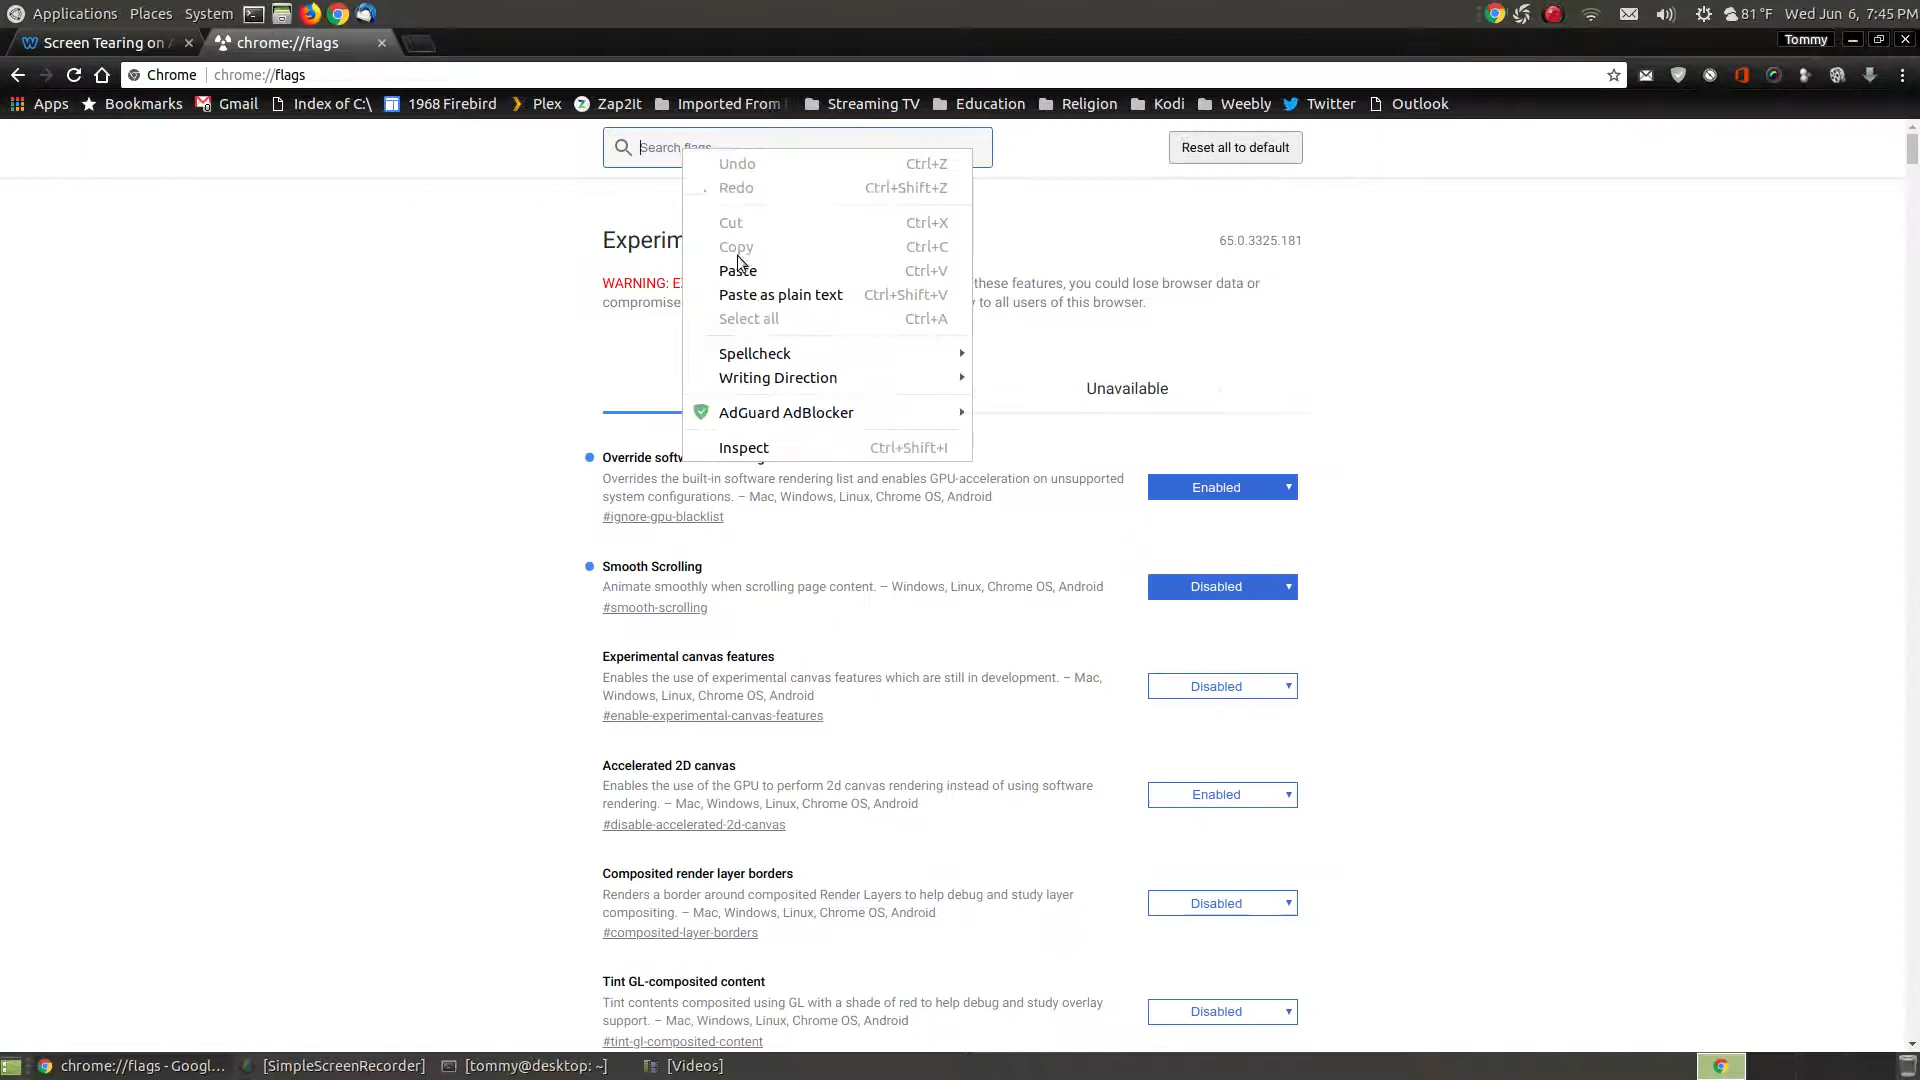 Applications Places System 81 °F Wed Jun 6, 7:45 PM
Screen Tearing on chrome://flags Tommy
Chrome chrome://flags
Apps Bookmarks Gmail Index of C:\ 1968 Firebird Plex Zap2It Imported From Streaming TV Education Religion Kodi Weebly Twitter Outlook
Search flags Reset all to default
Undo Ctrl+Z
Redo Ctrl+Shift+Z
Cut Ctrl+X
Copy Ctrl+C
Paste Ctrl+V
Paste as plain text Ctrl+Shift+V
Select all Ctrl+A
Spellcheck
Writing Direction
AdGuard AdBlocker
Inspect Ctrl+Shift+I
65.0.3325.181
WARNING: these features, you could lose browser data or
compromise to all users of this browser.
Unavailable
Override
Overrides the built-in software rendering list and enables GPU-acceleration on unsupported
system configurations. – Mac, Windows, Linux, Chrome OS, Android
#ignore-gpu-blacklist
Enabled
Smooth Scrolling
Animate smoothly when scrolling page content. – Windows, Linux, Chrome OS, Android
#smooth-scrolling
Disabled
Experimental canvas features
Enables the use of experimental canvas features which are still in development. – Mac,
Windows, Linux, Chrome OS, Android
#enable-experimental-canvas-features
Disabled
Accelerated 2D canvas
Enables the use of the GPU to perform 2d canvas rendering instead of using software
rendering. – Mac, Windows, Linux, Chrome OS, Android
#disable-accelerated-2d-canvas
Enabled
Composited render layer borders
Renders a border around composited Render Layers to help debug and study layer
compositing. – Mac, Windows, Linux, Chrome OS, Android
#composited-layer-borders
Disabled
Tint GL-composited content
Tint contents composited using GL with a shade of red to help debug and study overlay
support. – Mac, Windows, Linux, Chrome OS, Android
#tint-gl-composited-content
Disabled
chrome://flags - Googl... [SimpleScreenRecorder] [tommy@desktop: ~] [Videos]